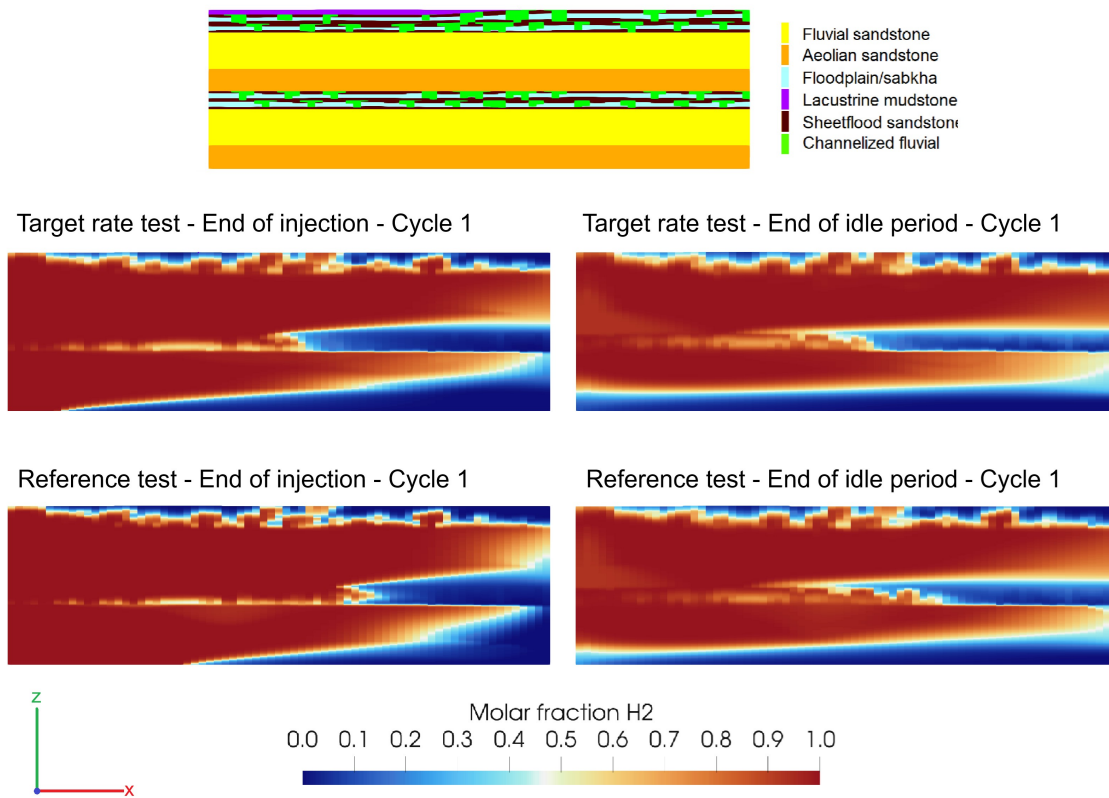 Fluvial sandstone
Aeolian sandstone
Floodplain/sabkha
Lacustrine mudstone
Sheetflood sandstone
Channelized fluvial
Target rate test - End of injection - Cycle 1
Target rate test - End of idle period - Cycle 1
Reference test - End of injection - Cycle 1
Reference test - End of idle period - Cycle 1
z
x
Molar fraction H2
0.0 0.1 0.2 0.3 0.4 0.5 0.6 0.7 0.8 0.9 1.0